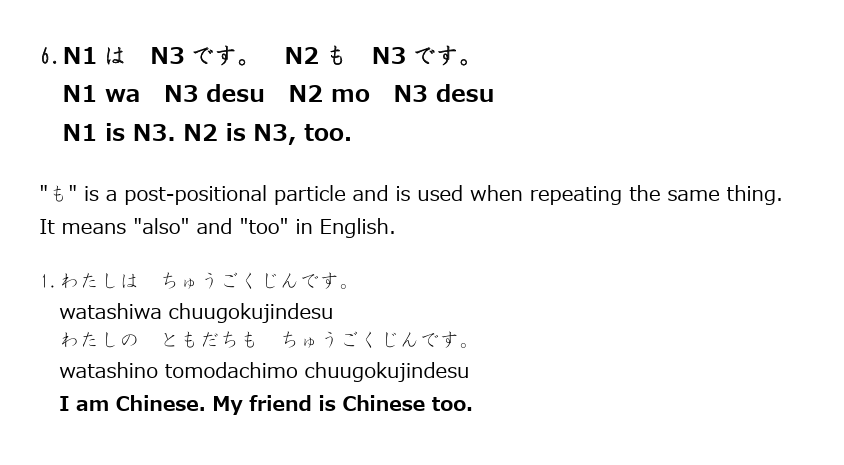 6. N1 は　N3 です。　N2 も　N3 です。
N1 wa　N3 desu　N2 mo　N3 desu
N1 is N3. N2 is N3, too.
"も" is a post-positional particle and is used when repeating the same thing.
It means "also" and "too" in English.
1. わたしは　ちゅうごくじんです。
watashiwa chuugokujindesu
わたしの　ともだちも　ちゅうごくじんです。
watashino tomodachimo chuugokujindesu
I am Chinese. My friend is Chinese too.